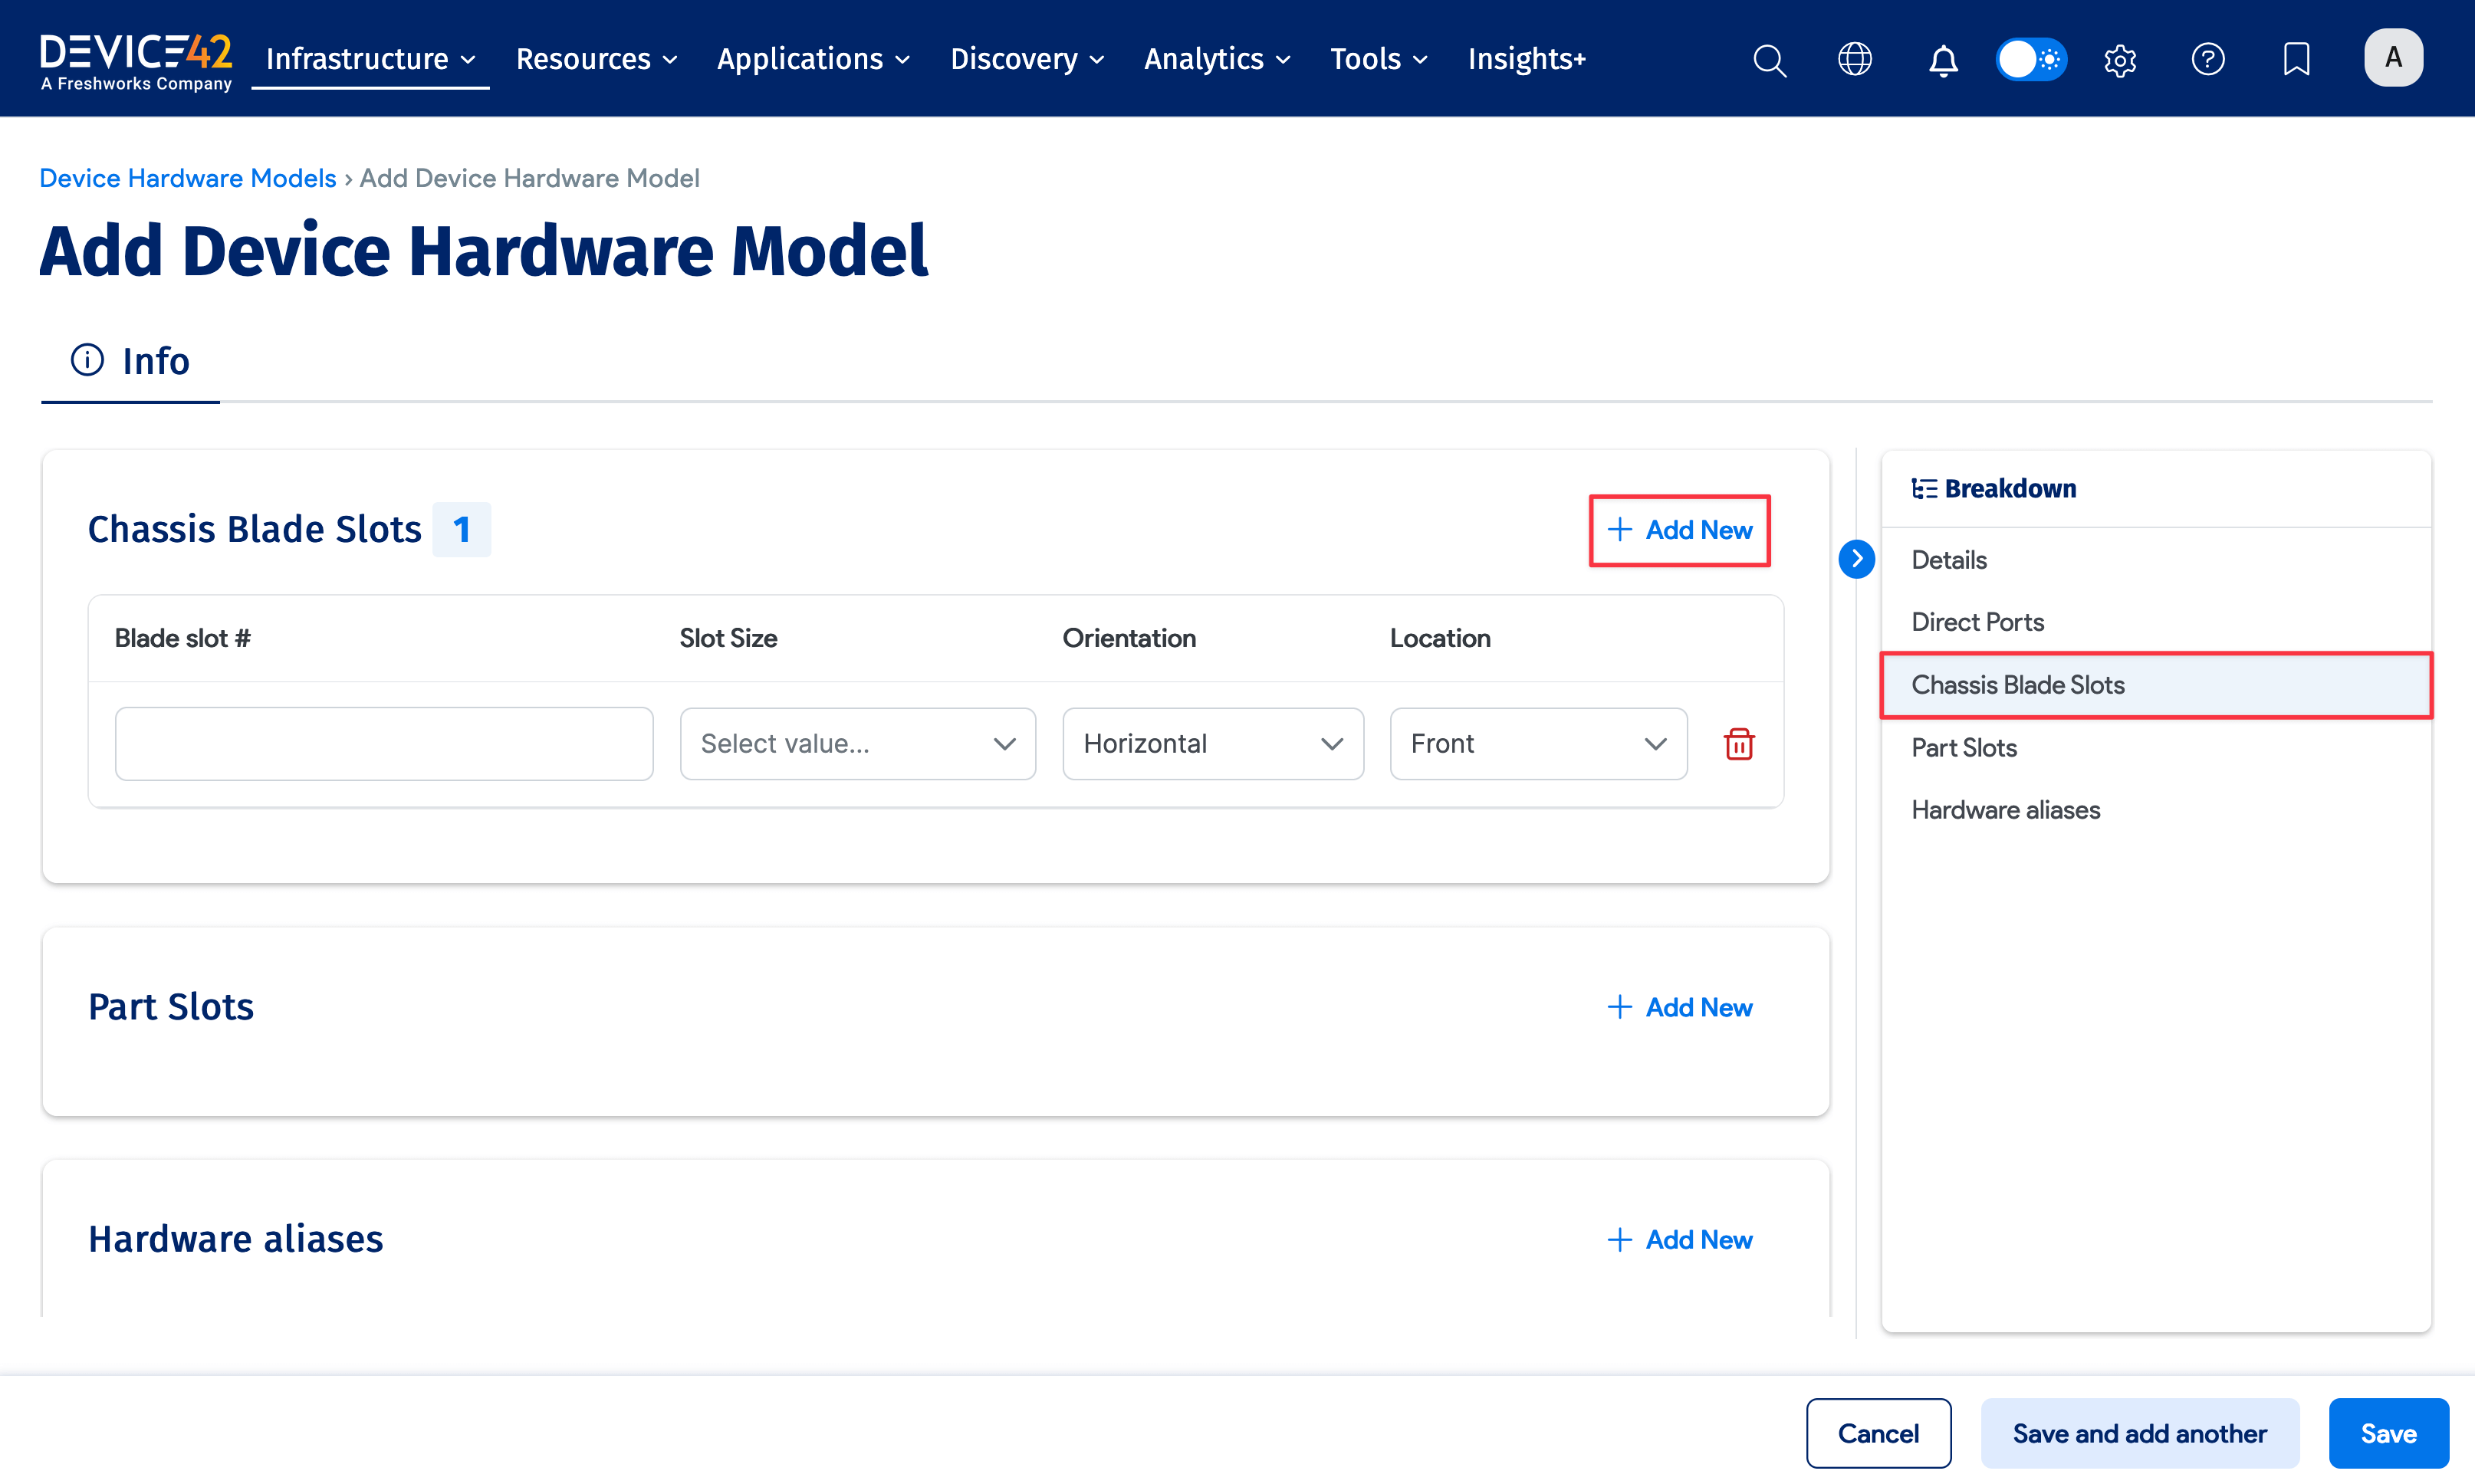 DEVICE42
A Freshworks Company
Infrastructure Resources Applications Discovery Analytics Tools Insights+
A
Device Hardware Models › Add Device Hardware Model
Add Device Hardware Model
Info
Chassis Blade Slots 1
+ Add New
Blade slot # Slot Size Orientation Location
Select value... Horizontal Front
Part Slots
+ Add New
Hardware aliases
+ Add New
Breakdown
Details
Direct Ports
Chassis Blade Slots
Part Slots
Hardware aliases
Cancel Save and add another Save